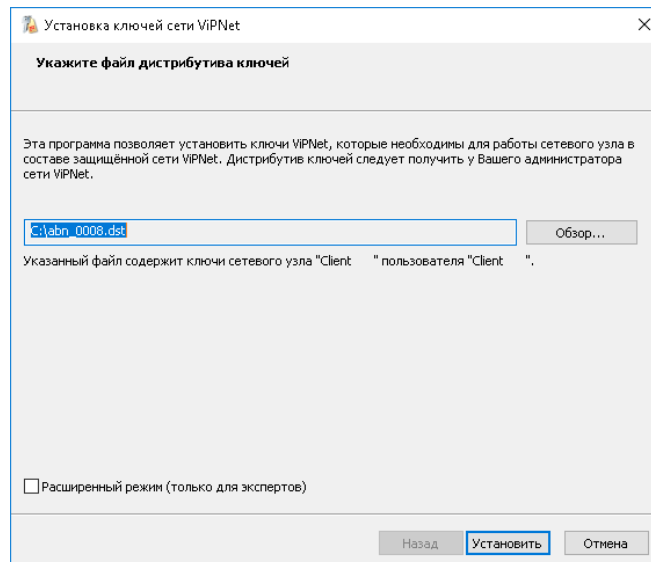 Установка ключей сети ViPNet
Укажите файл дистрибутива ключей
Эта программа позволяет установить ключи ViPNet, которые необходимы для работы сетевого узла в
составе защищённой сети ViPNet. Дистрибутив ключей следует получить у Вашего администратора
сети ViPNet.
C:\abn_0008.dst
Обзор...
Указанный файл содержит ключи сетевого узла "Client " пользователя "Client ".
Расширенный режим (только для экспертов)
Назад Установить Отмена